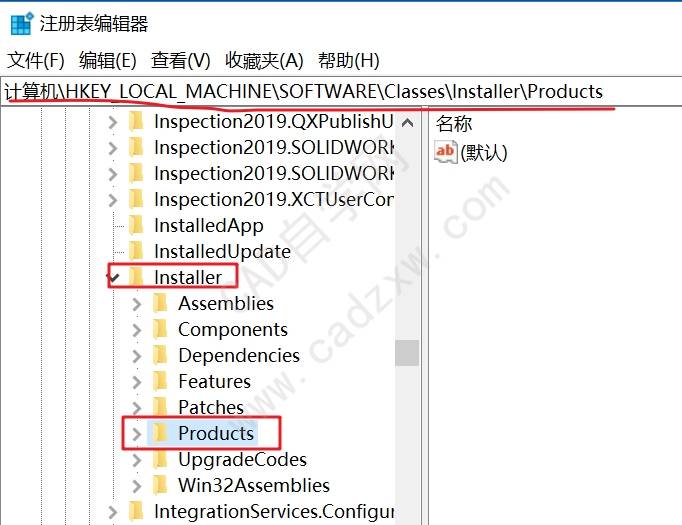 注册表编辑器
文件(F) 编辑(E) 查看(V) 收藏夹(A) 帮助(H)
计算机\HKEY_LOCAL_MACHINE\SOFTWARE\Classes\Installer\Products
Inspection2019.QXPublishU
Inspection2019.SOLIDWORK
Inspection2019.SOLIDWORK
Inspection2019.XCTUserCon
InstalledApp
InstalledUpdate
Installer
Assemblies
Components
Dependencies
Features
Patches
Products
UpgradeCodes
Win32Assemblies
IntegrationServices.Configur
名称
ab (默认)
CAD自学网
www.cadzxw.com